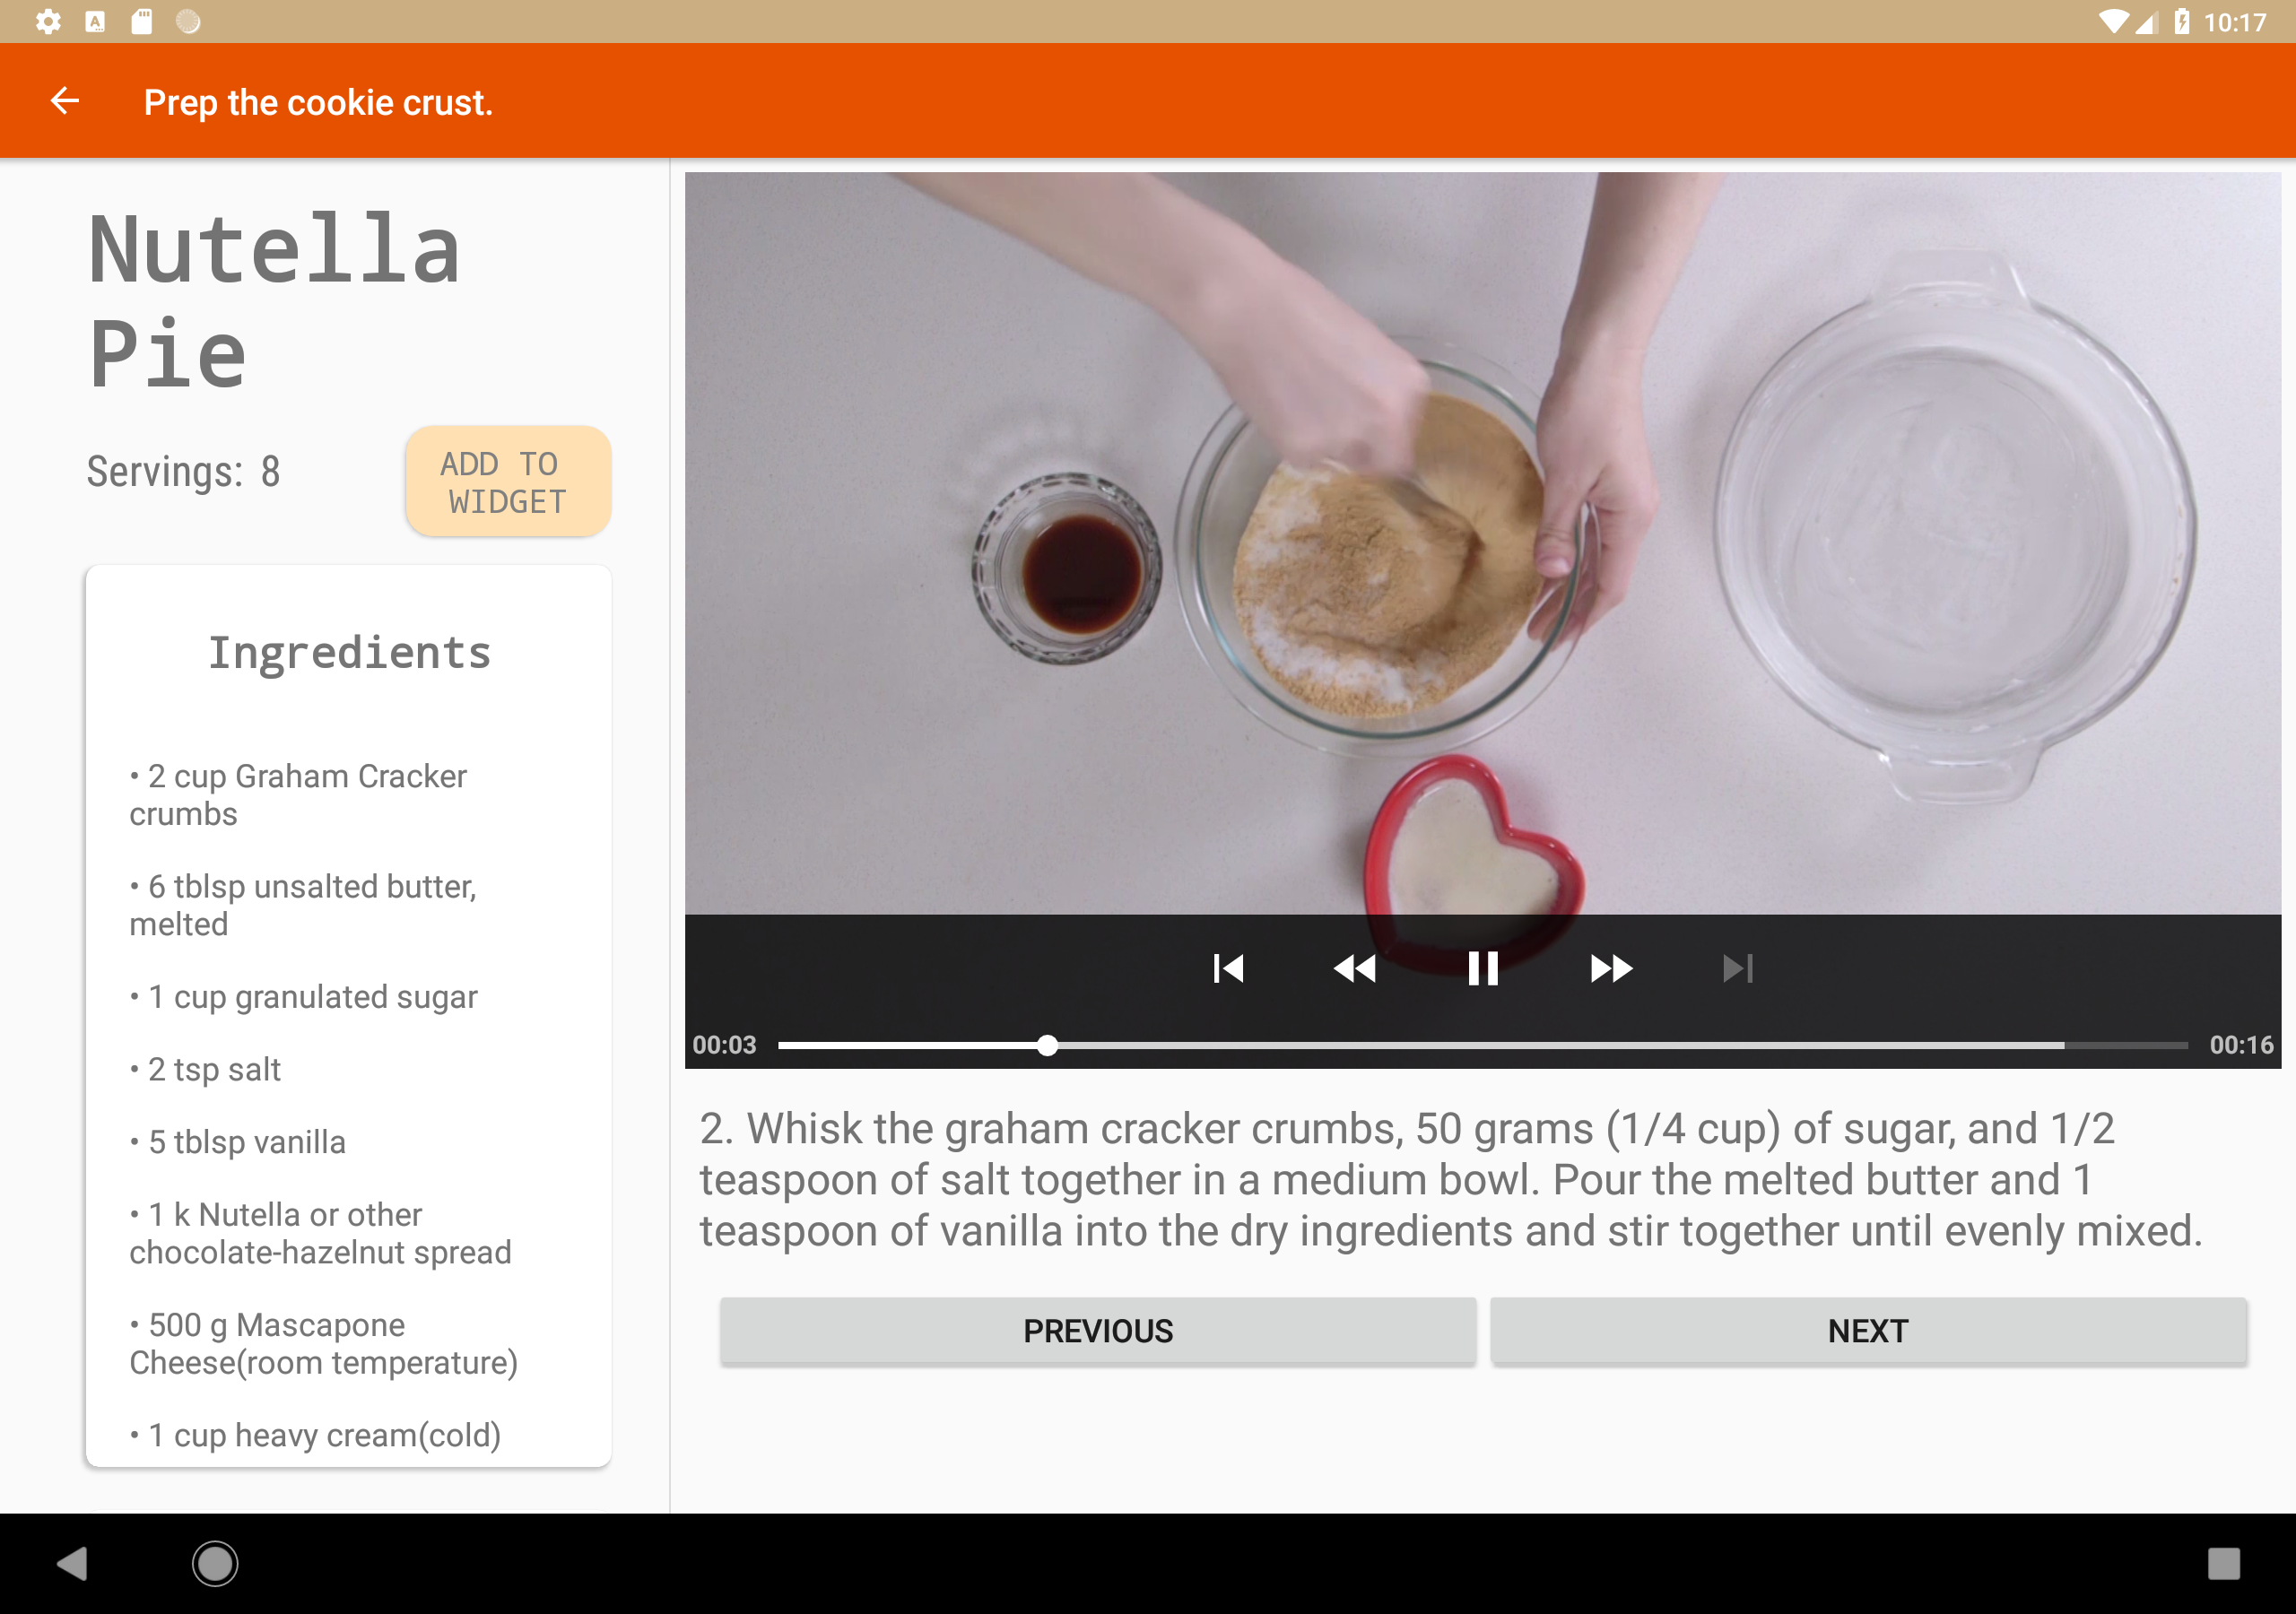 10:17
Prep the cookie crust.
Nutella
Pie
Servings: 8
ADD TO
WIDGET
Ingredients
• 2 cup Graham Cracker
crumbs
• 6 tblsp unsalted butter,
melted
• 1 cup granulated sugar
• 2 tsp salt
• 5 tblsp vanilla
• 1 k Nutella or other
chocolate-hazelnut spread
• 500 g Mascapone
Cheese(room temperature)
• 1 cup heavy cream(cold)
00:03
00:16
2. Whisk the graham cracker crumbs, 50 grams (1/4 cup) of sugar, and 1/2
teaspoon of salt together in a medium bowl. Pour the melted butter and 1
teaspoon of vanilla into the dry ingredients and stir together until evenly mixed.
PREVIOUS
NEXT